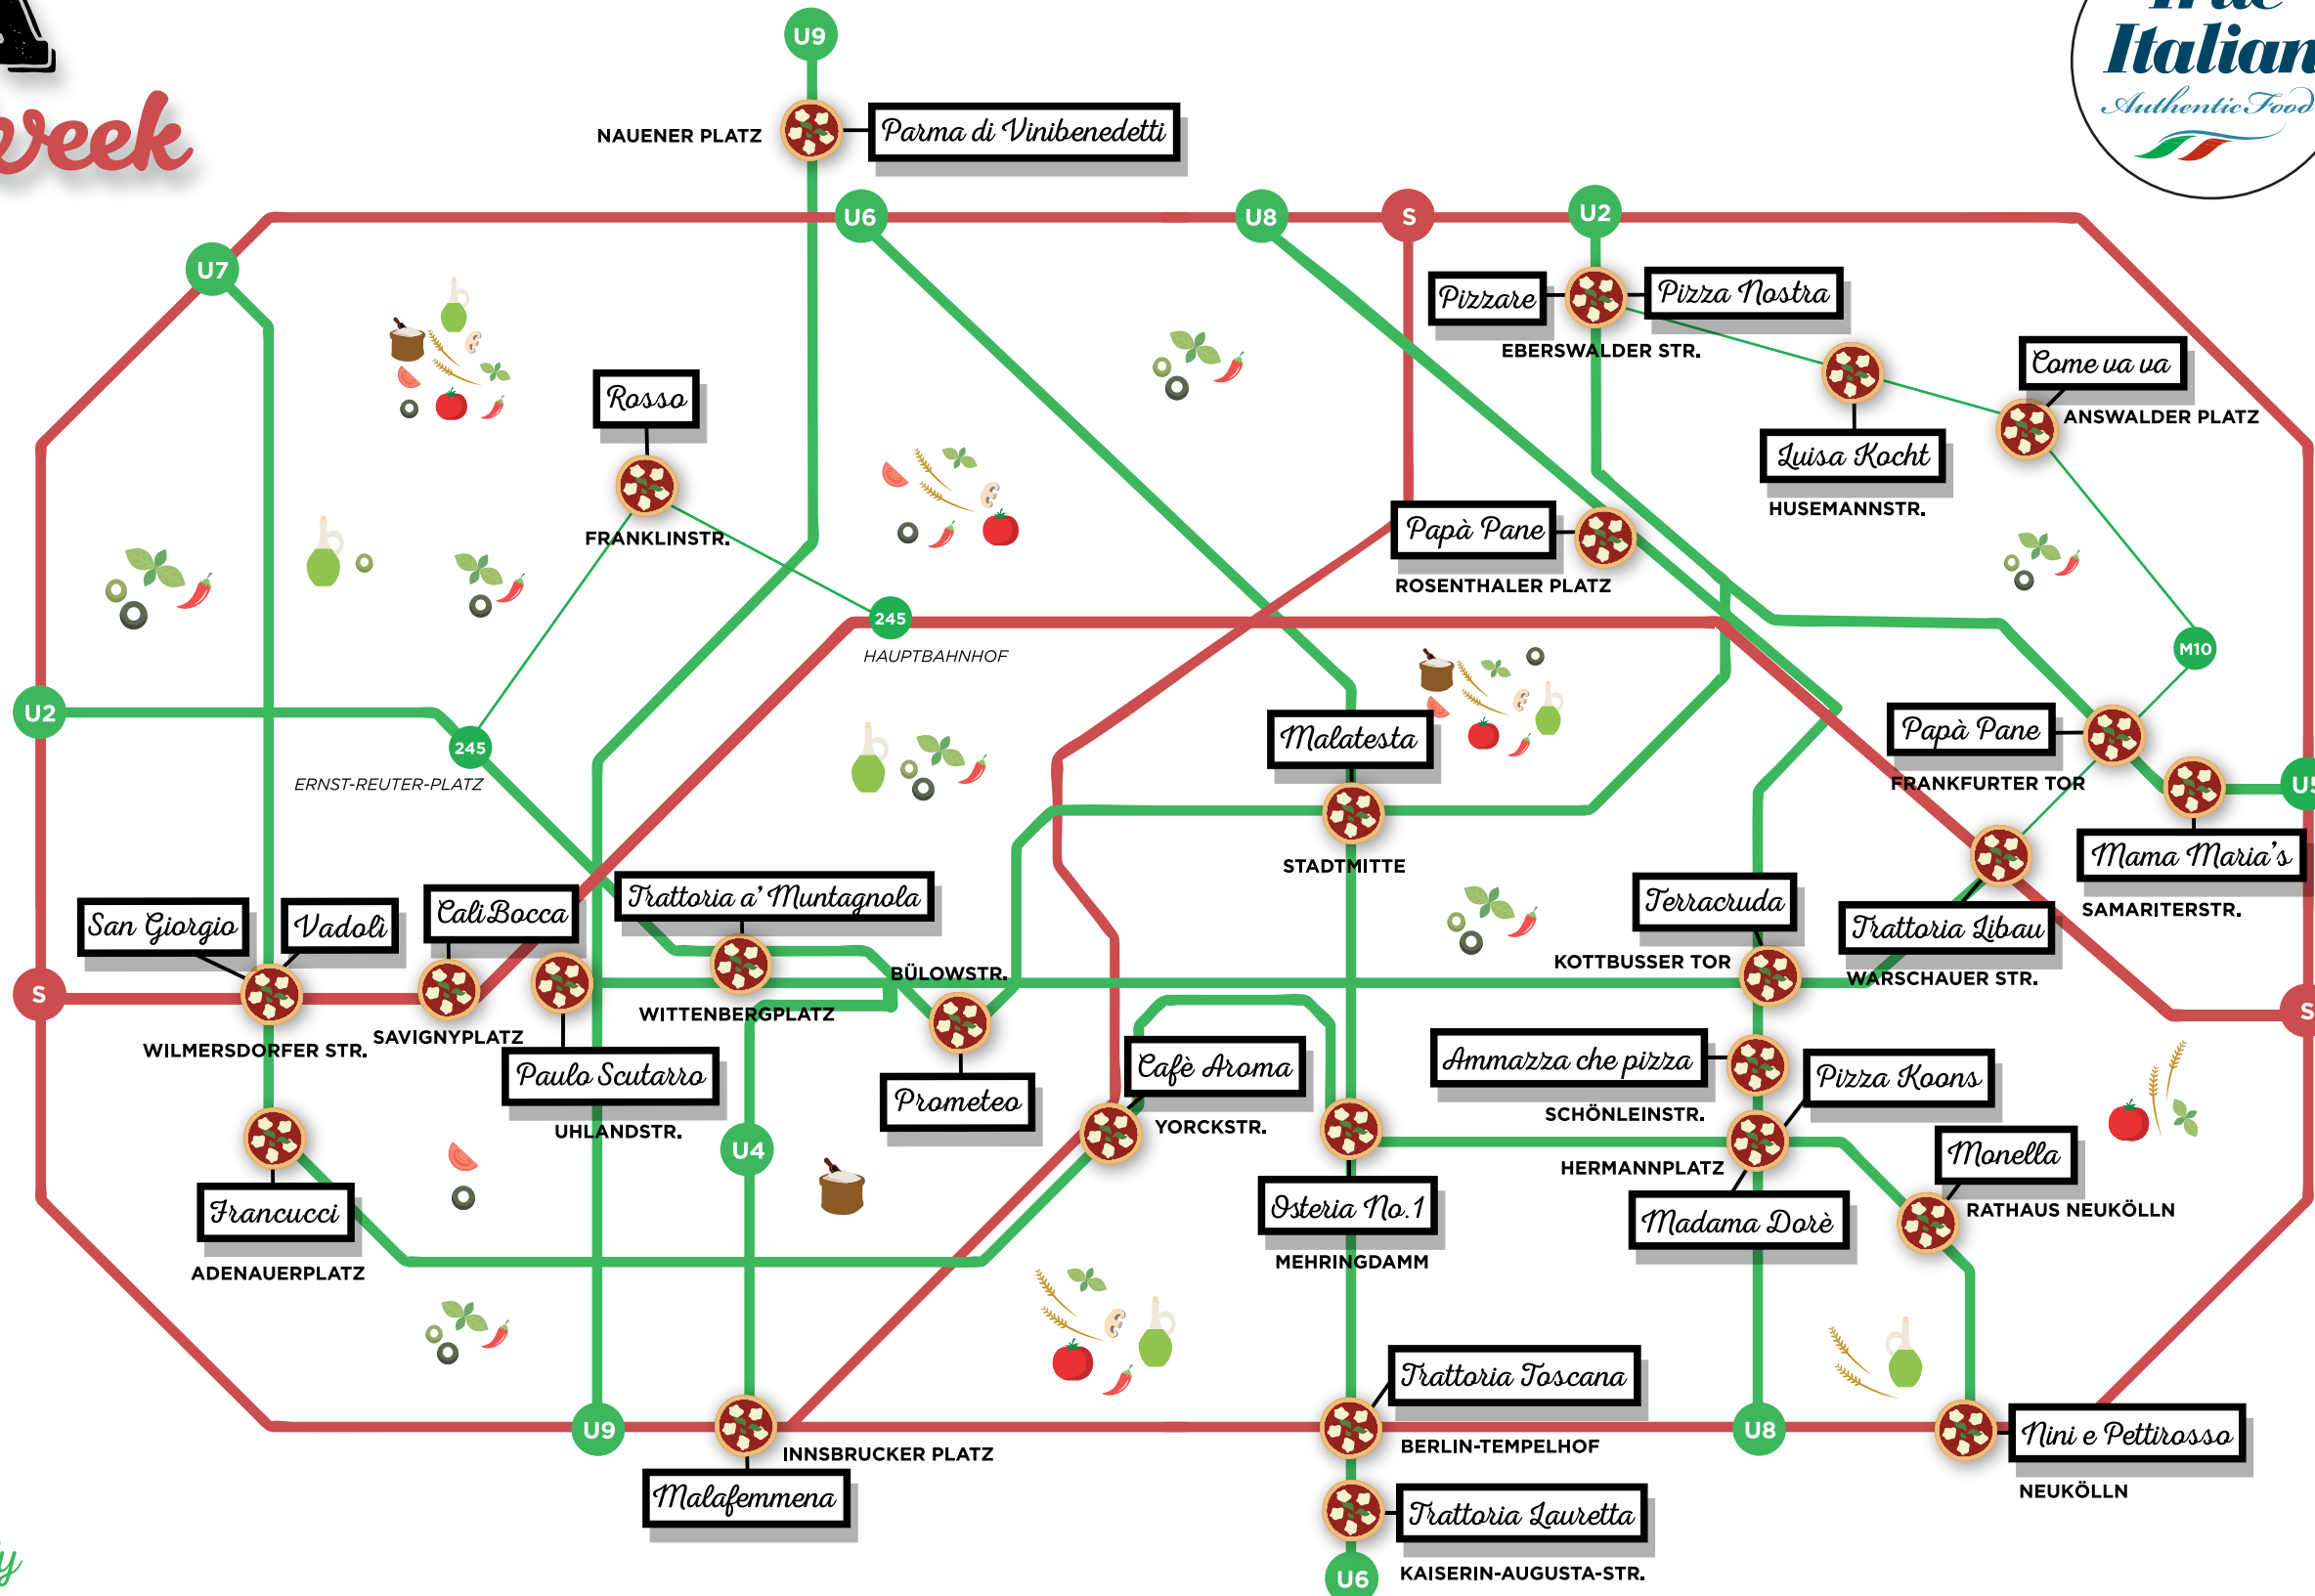 A
week
True
Italian
Authentic Food
U9
NAUENER PLATZ
Parma di Vinibenedetti
U6
U8
S
U2
U7
Pizzare
Pizza Nostra
EBERSWALDER STR.
Come va va
ANSWALDER PLATZ
Rosso
Luisa Kocht
HUSEMANNSTR.
FRANKLINSTR.
Papà Pane
ROSENTHALER PLATZ
245
HAUPTBAHNHOF
M10
U2
245
ERNST-REUTER-PLATZ
Malatesta
STADTMITTE
Papà Pane
FRANKFURTER TOR
U5
Mama Maria's
SAMARITERSTR.
San Giorgio
Vadolì
CaliBocca
Trattoria a' Muntagnola
Terracruda
Trattoria Libau
KOTTBUSSER TOR
WARSCHAUER STR.
BÜLOWSTR.
S
WITTENBERGPLATZ
S
WILMERSDORFER STR.
SAVIGNYPLATZ
Paulo Scutarro
UHLANDSTR.
Prometeo
Cafè Aroma
YORCKSTR.
Ammazza che pizza
SCHÖNLEINSTR.
Pizza Koons
U4
HERMANNPLATZ
Monella
RATHAUS NEUKÖLLN
Francucci
ADENAUERPLATZ
Osteria No.1
MEHRINGDAMM
Madama Dorè
Trattoria Toscana
BERLIN-TEMPELHOF
U9
U8
INNSBRUCKER PLATZ
Malafemmena
Nini e Pettirosso
NEUKÖLLN
Trattoria Lauretta
KAISERIN-AUGUSTA-STR.
U6
y